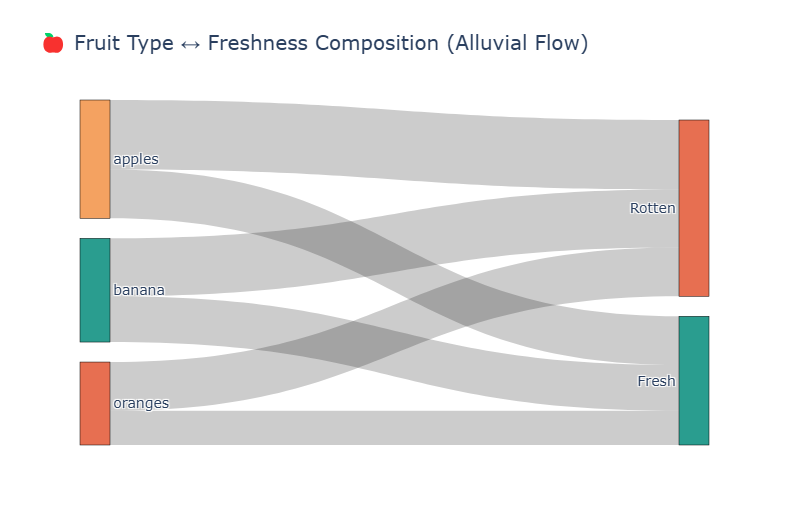 🍎 Fruit Type ↔ Freshness Composition (Alluvial Flow)
apples
Rotten
banana
Fresh
oranges